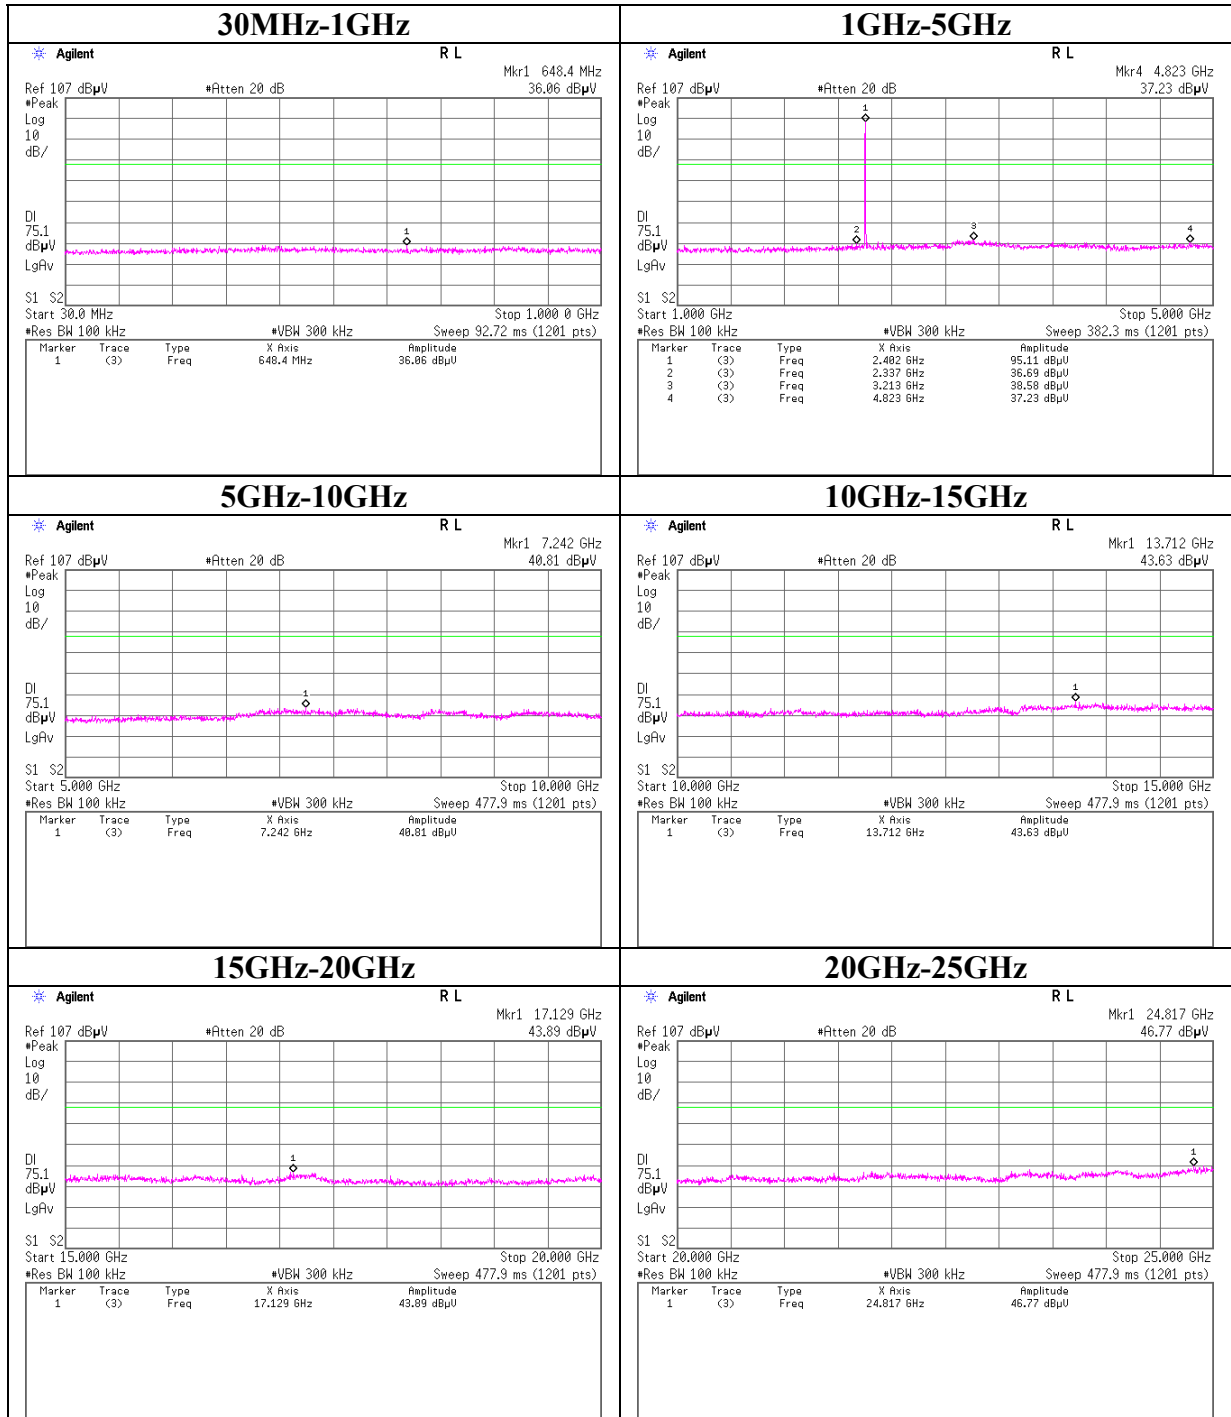 30MHz-1GHz
Agilent R L
Mkr1 648.4 MHz
Ref 107 dBµV #Atten 20 dB 36.06 dBµV
#Peak
Log
10
dB/
1
DI
75.1
dBµV
LgAv
S1 S2
Start 30.0 MHz Stop 1.000 0 GHz
#Res BW 100 kHz #VBW 300 kHz Sweep 92.72 ms (1201 pts)
Marker Trace Type X Axis Amplitude
1 (3) Freq 648.4 MHz 36.06 dBµV
1GHz-5GHz
Agilent R L
Mkr4 4.823 GHz
Ref 107 dBµV #Atten 20 dB 37.23 dBµV
#Peak
Log
10
dB/
1
2 3 4
DI
75.1
dBµV
LgAv
S1 S2
Start 1.000 GHz Stop 5.000 GHz
#Res BW 100 kHz #VBW 300 kHz Sweep 382.3 ms (1201 pts)
Marker Trace Type X Axis Amplitude
1 (3) Freq 2.402 GHz 95.11 dBµV
2 (3) Freq 2.337 GHz 36.69 dBµV
3 (3) Freq 3.213 GHz 38.58 dBµV
4 (3) Freq 4.823 GHz 37.23 dBµV
5GHz-10GHz
Agilent R L
Mkr1 7.242 GHz
Ref 107 dBµV #Atten 20 dB 40.81 dBµV
#Peak
Log
10
dB/
1
DI
75.1
dBµV
LgAv
S1 S2
Start 5.000 GHz Stop 10.000 GHz
#Res BW 100 kHz #VBW 300 kHz Sweep 477.9 ms (1201 pts)
Marker Trace Type X Axis Amplitude
1 (3) Freq 7.242 GHz 40.81 dBµV
10GHz-15GHz
Agilent R L
Mkr1 13.712 GHz
Ref 107 dBµV #Atten 20 dB 43.63 dBµV
#Peak
Log
10
dB/
1
DI
75.1
dBµV
LgAv
S1 S2
Start 10.000 GHz Stop 15.000 GHz
#Res BW 100 kHz #VBW 300 kHz Sweep 477.9 ms (1201 pts)
Marker Trace Type X Axis Amplitude
1 (3) Freq 13.712 GHz 43.63 dBµV
15GHz-20GHz
Agilent R L
Mkr1 17.129 GHz
Ref 107 dBµV #Atten 20 dB 43.89 dBµV
#Peak
Log
10
dB/
1
DI
75.1
dBµV
LgAv
S1 S2
Start 15.000 GHz Stop 20.000 GHz
#Res BW 100 kHz #VBW 300 kHz Sweep 477.9 ms (1201 pts)
Marker Trace Type X Axis Amplitude
1 (3) Freq 17.129 GHz 43.89 dBµV
20GHz-25GHz
Agilent R L
Mkr1 24.817 GHz
Ref 107 dBµV #Atten 20 dB 46.77 dBµV
#Peak
Log
10
dB/
1
DI
75.1
dBµV
LgAv
S1 S2
Start 20.000 GHz Stop 25.000 GHz
#Res BW 100 kHz #VBW 300 kHz Sweep 477.9 ms (1201 pts)
Marker Trace Type X Axis Amplitude
1 (3) Freq 24.817 GHz 46.77 dBµV